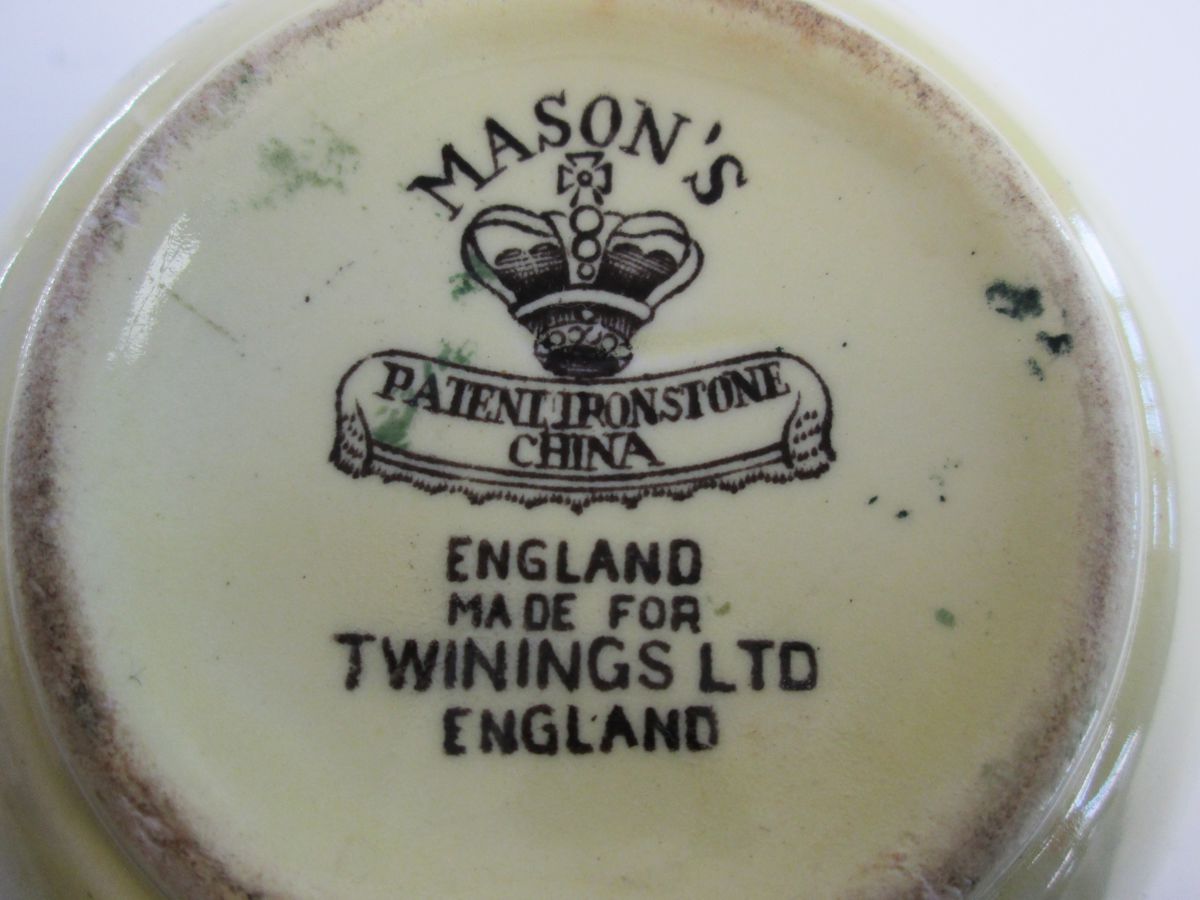 MASON'S
PATENT IRONSTONE
CHINA
ENGLAND
MADE FOR
TWININGS LTD
ENGLAND